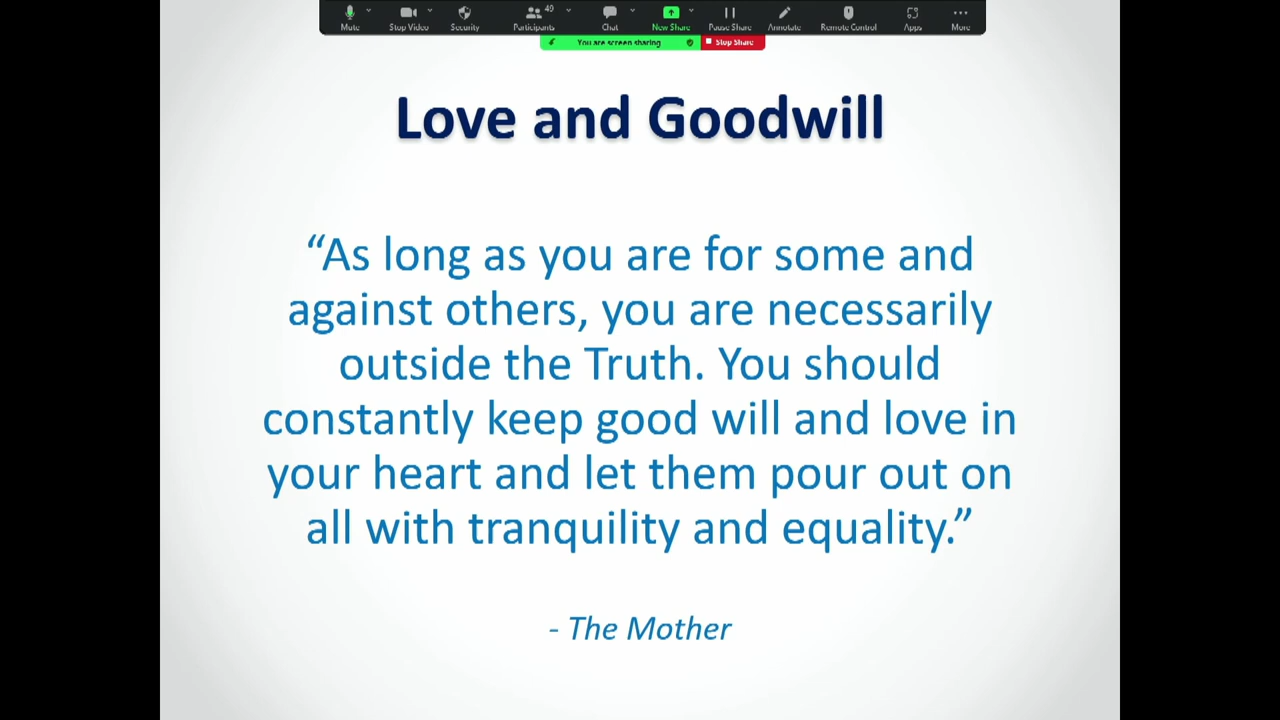 Mute Stop Video Security Participants 49 Chat New Share Pause Share Annotate Remote Control Apps More
You are screen sharing Stop Share
Love and Goodwill
“As long as you are for some and
against others, you are necessarily
outside the Truth. You should
constantly keep good will and love in
your heart and let them pour out on
all with tranquility and equality.”
- The Mother